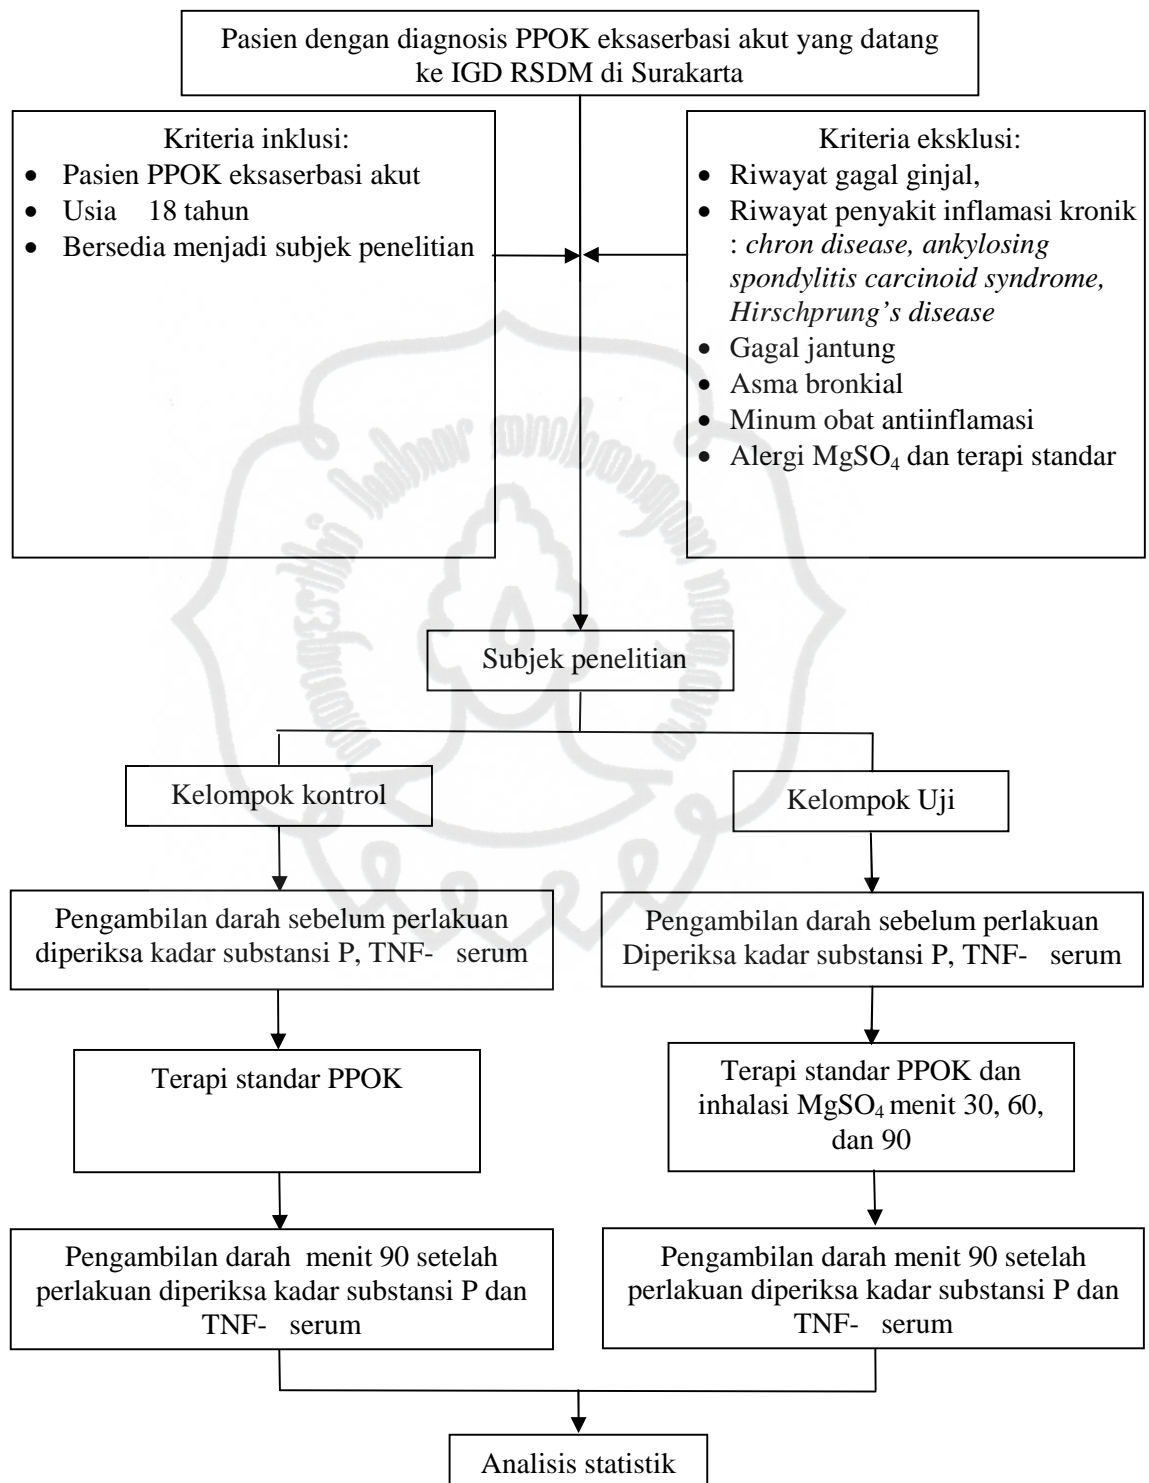 Pasien dengan diagnosis PPOK eksaserbasi akut yang datang
ke IGD RSDM di Surakarta
Kriteria inklusi:
• Pasien PPOK eksaserbasi akut
• Usia 18 tahun
• Bersedia menjadi subjek penelitian
Kriteria eksklusi:
• Riwayat gagal ginjal,
• Riwayat penyakit inflamasi kronik
: chron disease, ankylosing
spondylitis carcinoid syndrome,
Hirschprung’s disease
• Gagal jantung
• Asma bronkial
• Minum obat antiinflamasi
• Alergi MgSO₄ dan terapi standar
Subjek penelitian
Kelompok kontrol
Kelompok Uji
Pengambilan darah sebelum perlakuan
diperiksa kadar substansi P, TNF- serum
Pengambilan darah sebelum perlakuan
Diperiksa kadar substansi P, TNF- serum
Terapi standar PPOK
Terapi standar PPOK dan
inhalasi MgSO₄ menit 30, 60,
dan 90
Pengambilan darah menit 90 setelah
perlakuan diperiksa kadar substansi P dan
TNF- serum
Pengambilan darah menit 90 setelah
perlakuan diperiksa kadar substansi P dan
TNF- serum
Analisis statistik